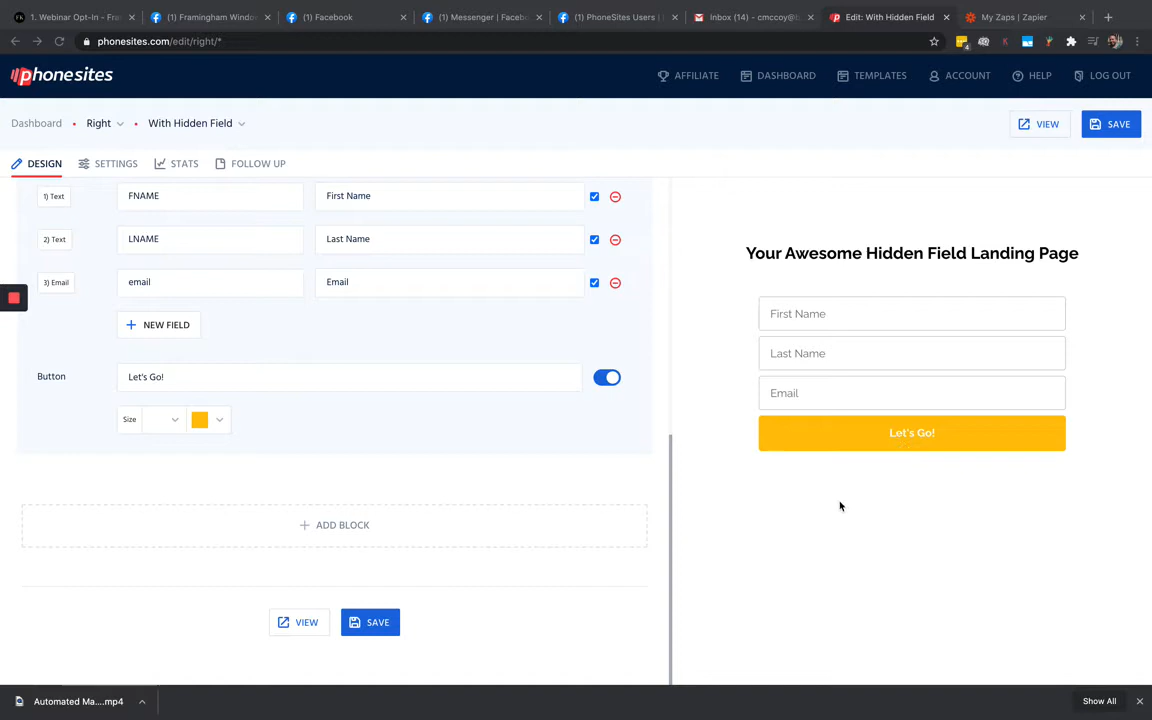 1. Webinar Opt-In - Fra
(1) Framingham Window
(1) Facebook
(1) Messenger | Facebo
(1) PhoneSites Users |
Inbox (14) - cmccoy@t
Edit: With Hidden Field
My Zaps | Zapier
phonesites.com/edit/right/*
4
phonesites
AFFILIATE
DASHBOARD
TEMPLATES
ACCOUNT
HELP
LOG OUT
Dashboard
Right
With Hidden Field
VIEW
SAVE
DESIGN
SETTINGS
STATS
FOLLOW UP
1) Text
FNAME
First Name
2) Text
LNAME
Last Name
3) Email
email
Email
NEW FIELD
Button
Let's Go!
Size
ADD BLOCK
VIEW
SAVE
Your Awesome Hidden Field Landing Page
First Name
Last Name
Email
Let's Go!
Automated Ma....mp4
Show All